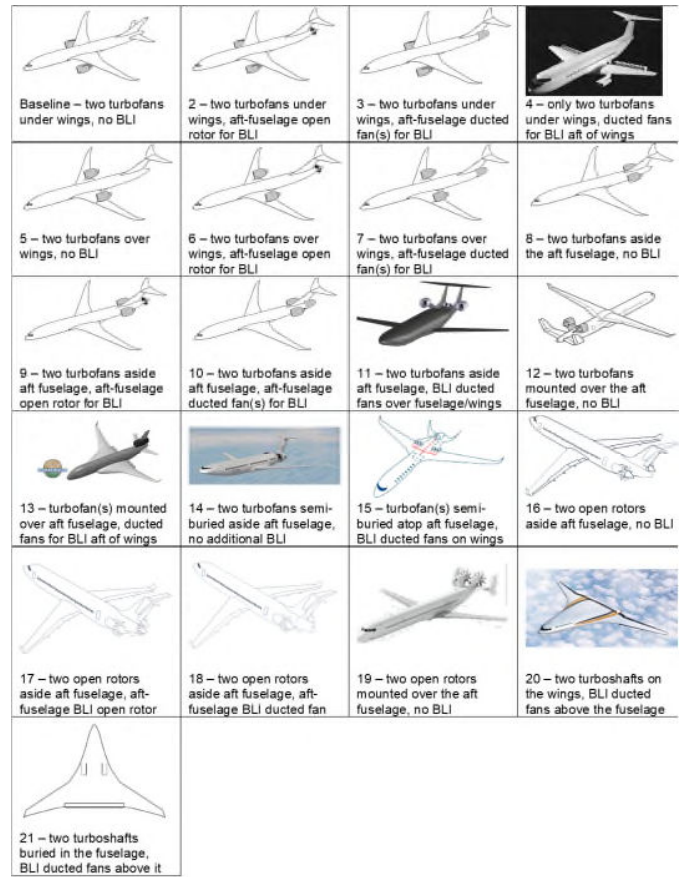 Baseline – two turbofans
under wings, no BLI
2 – two turbofans under
wings, aft-fuselage open
rotor for BLI
3 – two turbofans under
wings, aft-fuselage ducted
fan(s) for BLI
4 – only two turbofans
under wings, ducted fans
for BLI aft of wings
5 – two turbofans over
wings, no BLI
6 – two turbofans over
wings, aft-fuselage open
rotor for BLI
7 – two turbofans over
wings, aft-fuselage ducted
fan(s) for BLI
8 – two turbofans aside
the aft fuselage, no BLI
9 – two turbofans aside
aft fuselage, aft-fuselage
open rotor for BLI
10 – two turbofans aside
aft fuselage, aft-fuselage
ducted fan(s) for BLI
11 – two turbofans aside
aft fuselage, BLI ducted
fans over fuselage/wings
12 – two turbofans
mounted over the aft
fuselage, no BLI
13 – turbofan(s) mounted
over aft fuselage, ducted
fans for BLI aft of wings
14 – two turbofans semi-
buried aside aft fuselage,
no additional BLI
15 – turbofan(s) semi-
buried atop aft fuselage,
BLI ducted fans on wings
16 – two open rotors
aside aft fuselage, no BLI
17 – two open rotors
aside aft fuselage, aft-
fuselage BLI open rotor
18 – two open rotors
aside aft fuselage, aft-
fuselage BLI ducted fan
19 – two open rotors
mounted over the aft
fuselage, no BLI
20 – two turboshafts on
the wings, BLI ducted
fans above the fuselage
21 – two turboshafts
buried in the fuselage,
BLI ducted fans above it